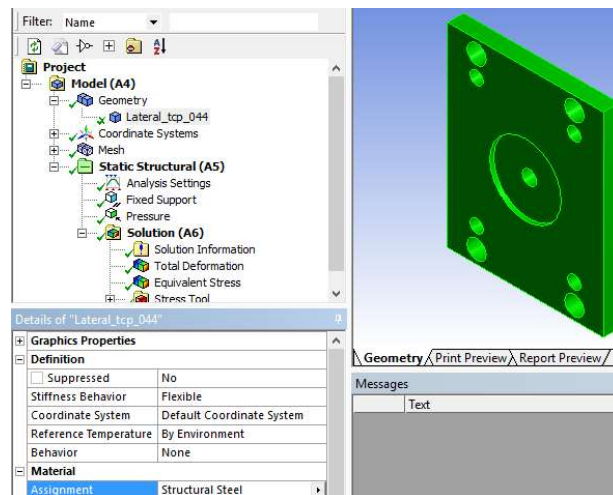 Filter: Name
Project
Model (A4)
Geometry
Lateral_tcp_044
Coordinate Systems
Mesh
Static Structural (A5)
Analysis Settings
Fixed Support
Pressure
Solution (A6)
Solution Information
Total Deformation
Equivalent Stress
Stress Tool
Details of "Lateral_tcp_044"
Graphics Properties
Definition
Suppressed No
Stiffness Behavior Flexible
Coordinate System Default Coordinate System
Reference Temperature By Environment
Behavior None
Material
Assignment Structural Steel
Geometry Print Preview Report Preview
Messages
Text